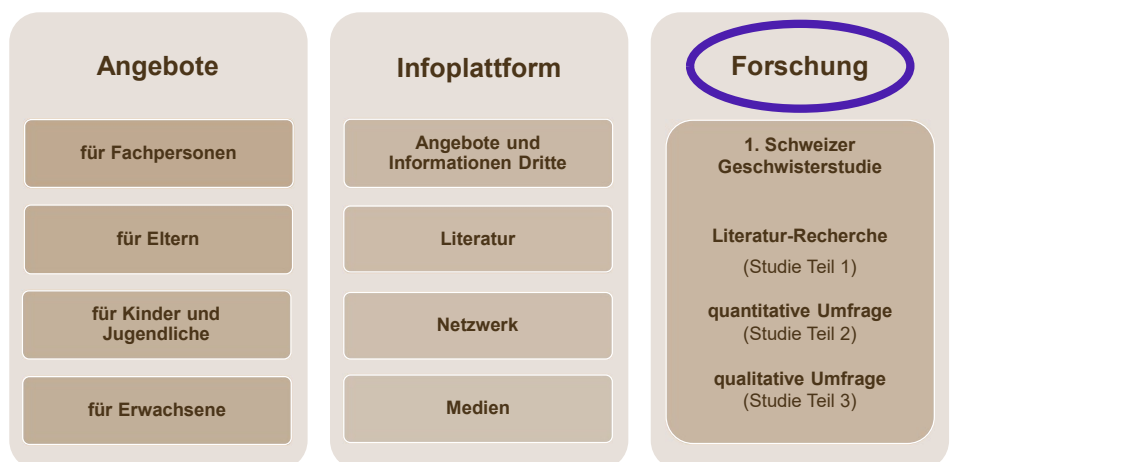 Angebote
für Fachpersonen
für Eltern
für Kinder und
Jugendliche
für Erwachsene
Infoplattform
Angebote und
Informationen Dritte
Literatur
Netzwerk
Medien
Forschung
1. Schweizer
Geschwisterstudie
Literatur-Recherche
(Studie Teil 1)
quantitative Umfrage
(Studie Teil 2)
qualitative Umfrage
(Studie Teil 3)